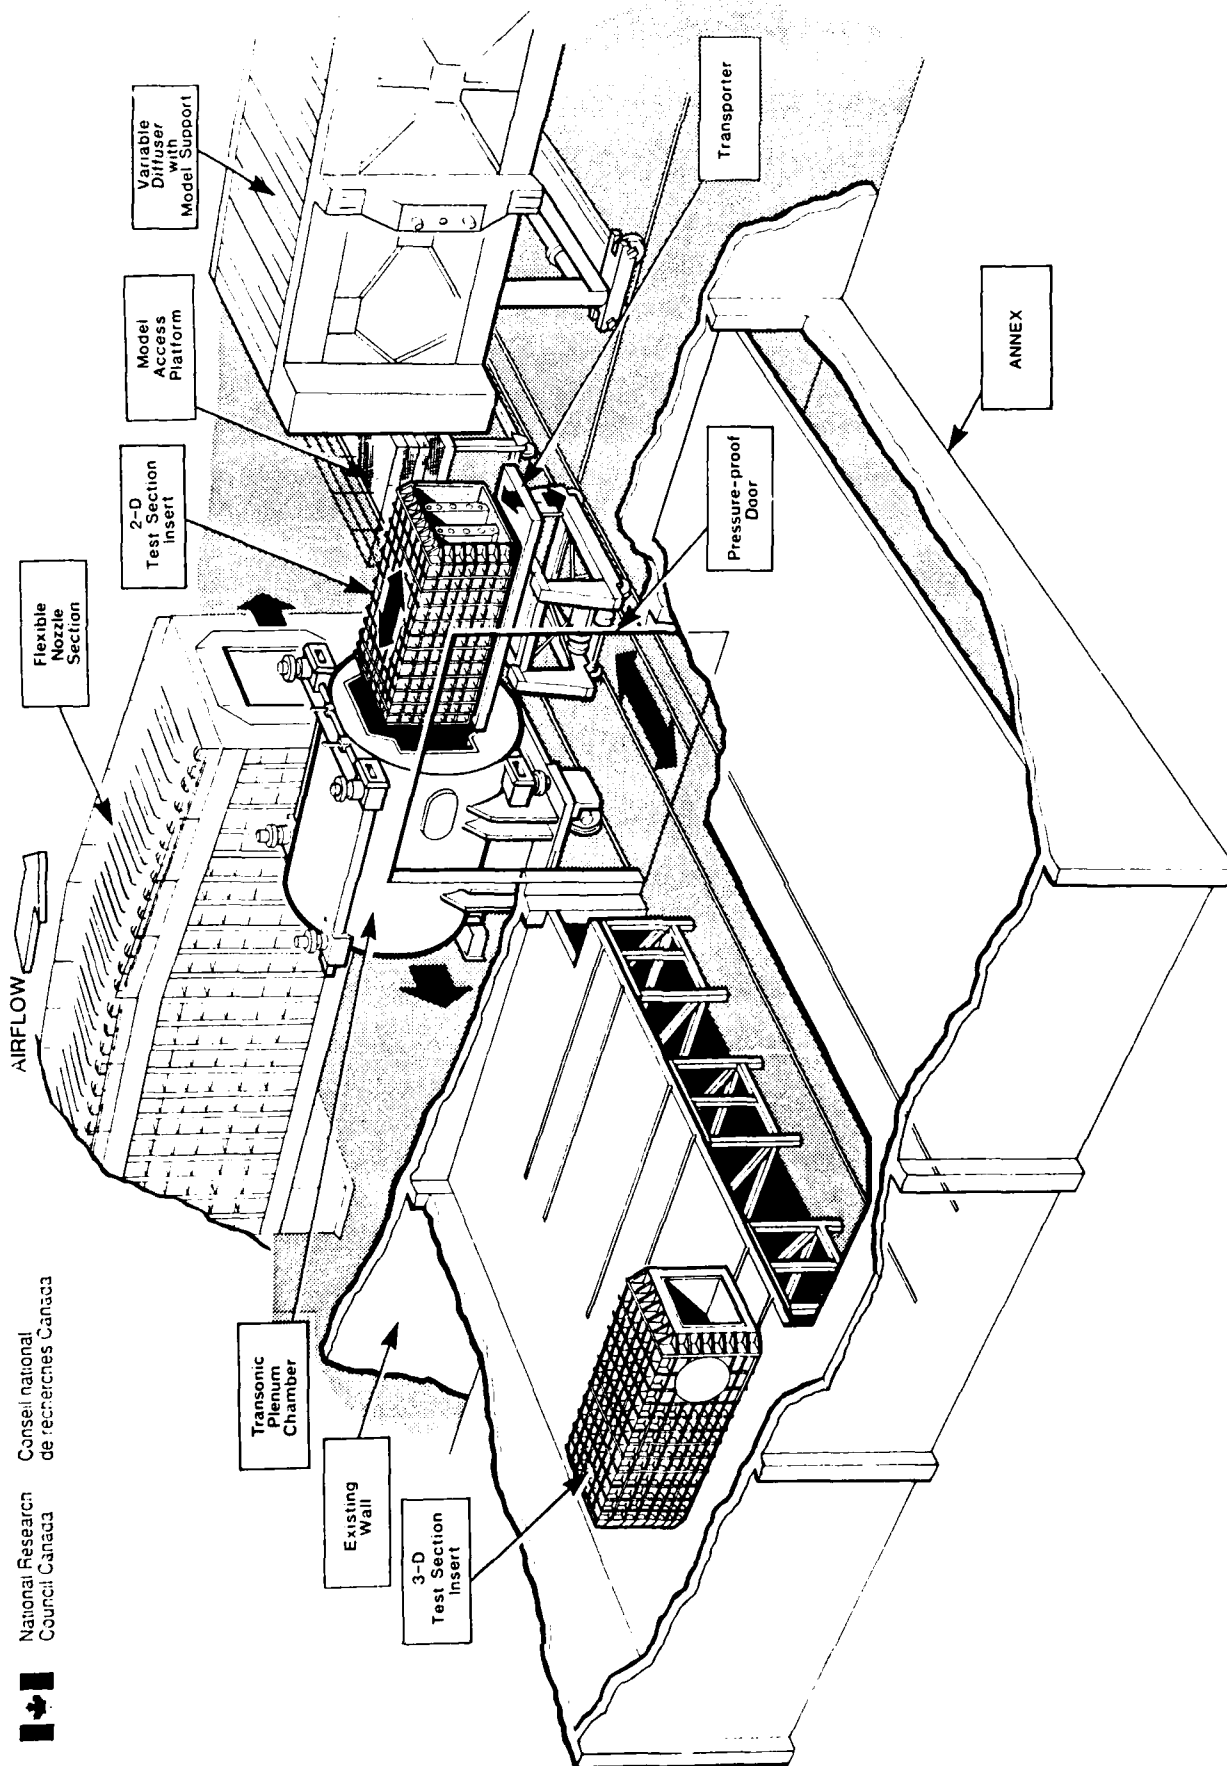 National Research
Council Canada
Conseil national
de recherches Canada
AIRFLOW
Flexible
Nozzle
Section
2-D
Test Section
Insert
Model
Access
Platform
Variable
Diffuser
with
Model Support
Transonic
Plenum
Chamber
Existing
Wall
3-D
Test Section
Insert
Pressure-proof
Door
Transporter
ANNEX